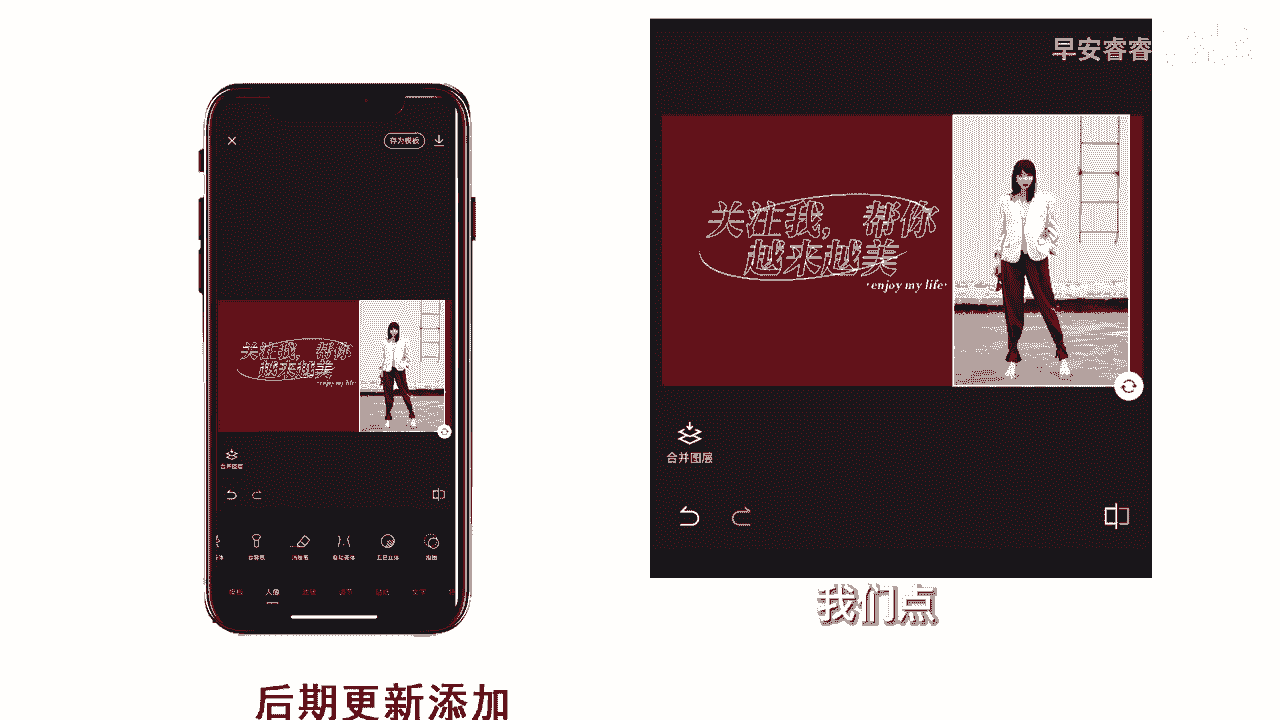 早安睿睿
存为模板
关注我，帮你
越来越美
·enjoy my life·
合并图层
人像
关注我，帮你
越来越美
·enjoy my life·
合并图层
我们点
后期更新添加